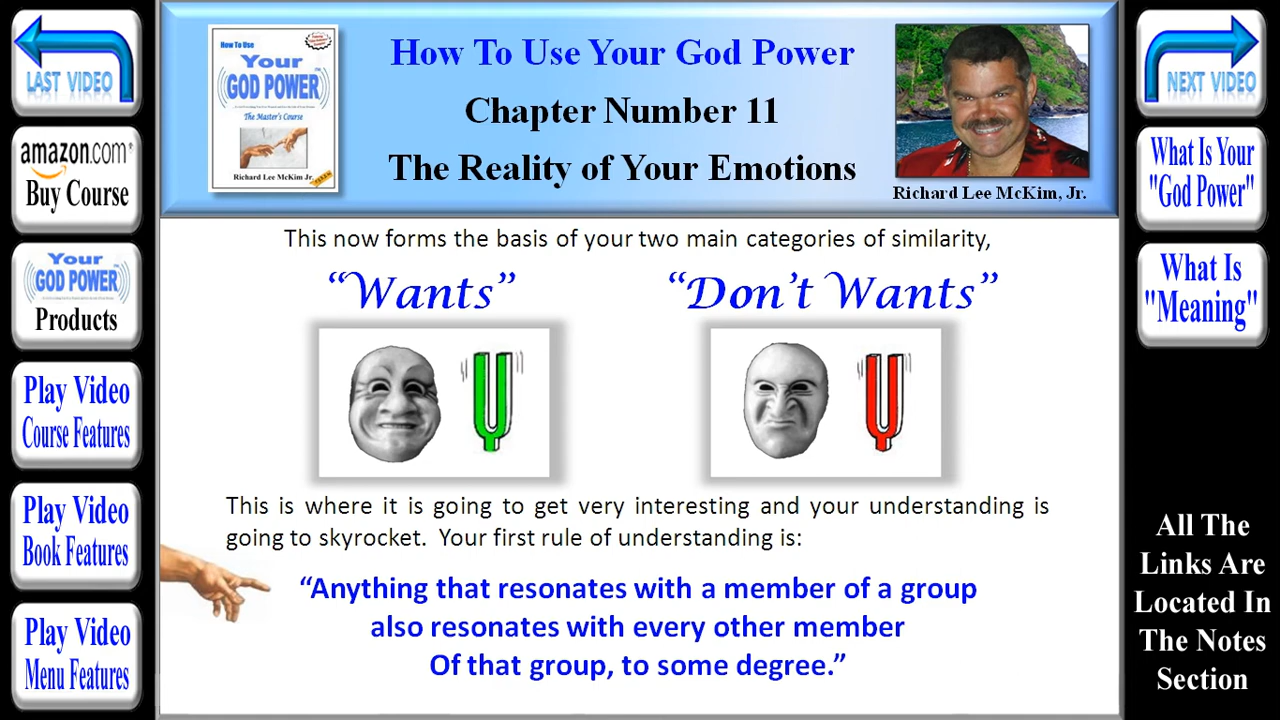 LAST VIDEO
amazon.com
Buy Course
Your
GOD POWER
Products
Play Video
Course Features
Play Video
Book Features
Play Video
Menu Features
How To Use
Your
GOD POWER
The Master's Course
Richard Lee McKim Jr.
How To Use Your God Power
Chapter Number 11
The Reality of Your Emotions
Richard Lee McKim, Jr.
This now forms the basis of your two main categories of similarity,
“Wants”
“Don’t Wants”
This is where it is going to get very interesting and your understanding is
going to skyrocket. Your first rule of understanding is:
“Anything that resonates with a member of a group
also resonates with every other member
Of that group, to some degree.”
NEXT VIDEO
What Is Your
"God Power"
What Is
"Meaning"
All The
Links Are
Located In
The Notes
Section